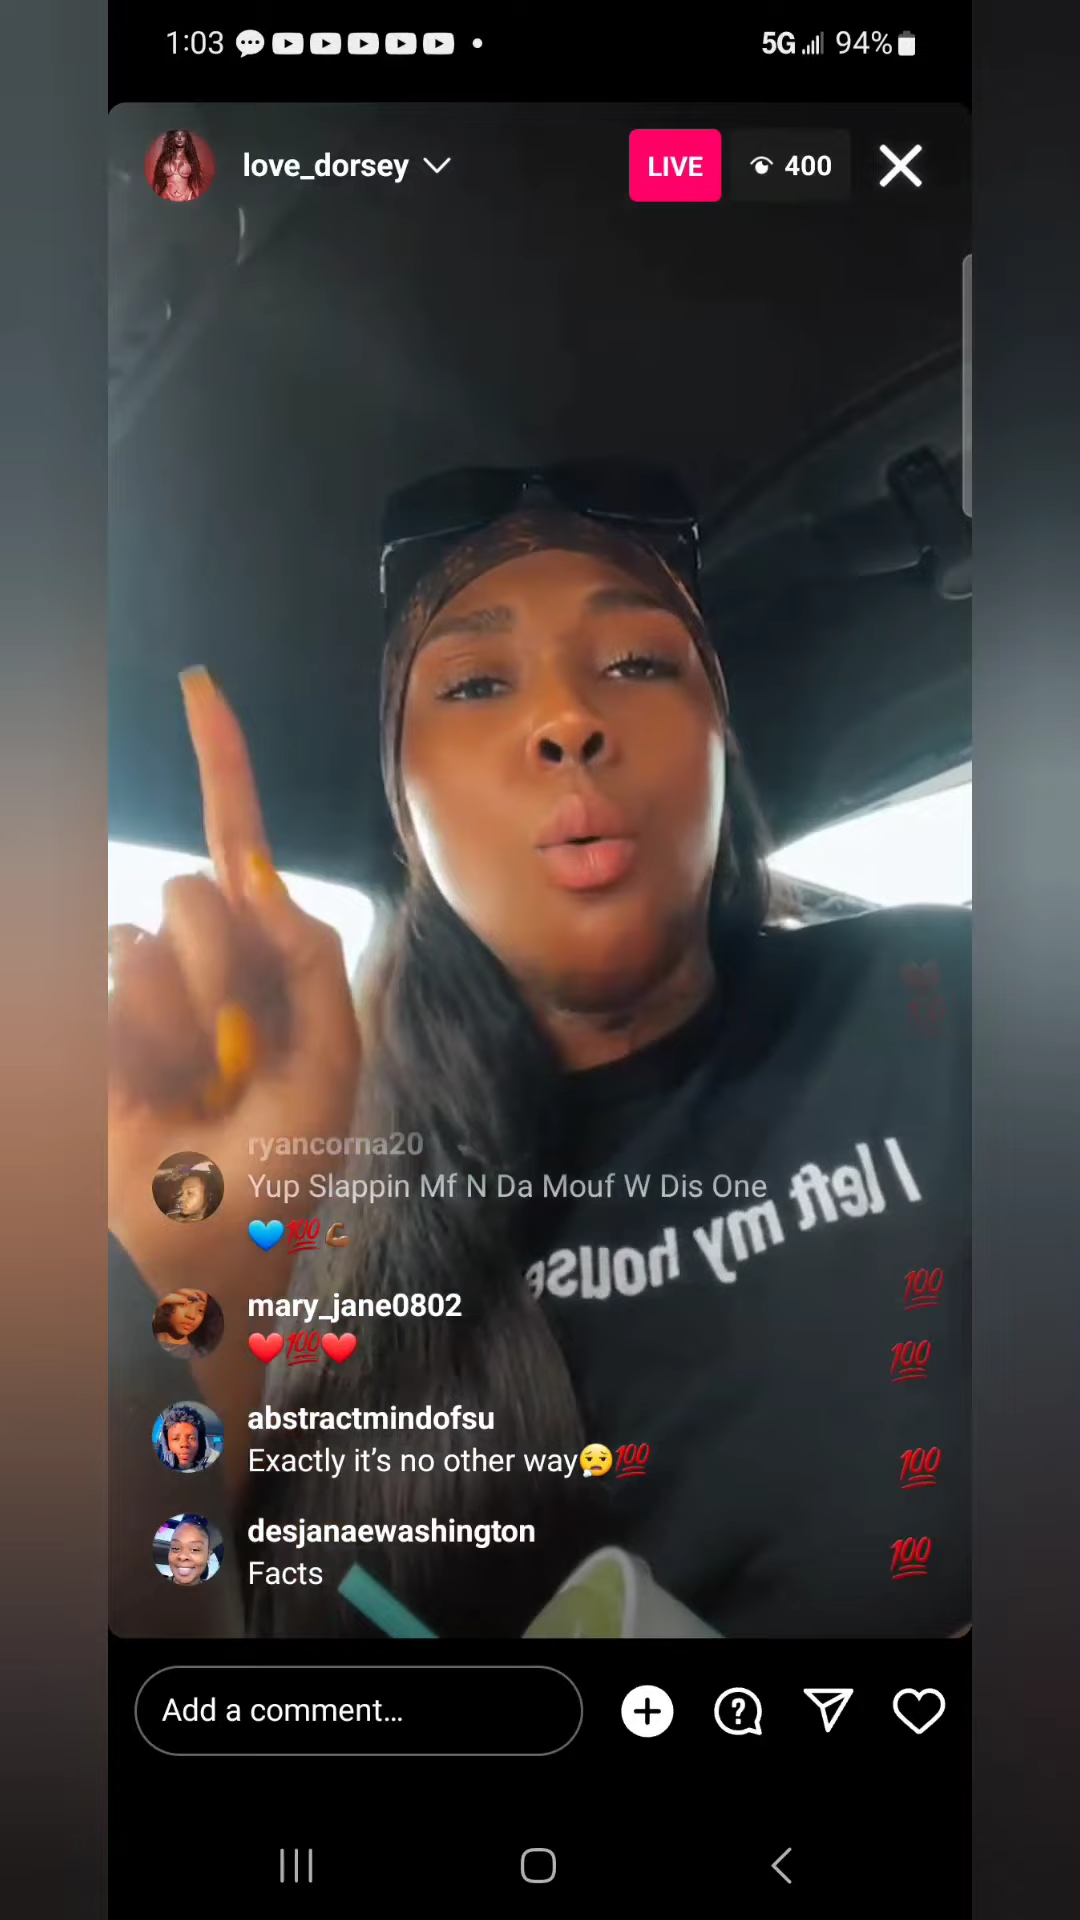 1:03
5G 94%
love_dorsey
LIVE
400
ryancorna20
Yup Slappin Mf N Da Mouf W Dis One
💙💯💪🏾
I left my house
mary_jane0802
❤️💯❤️
abstractmindofsu
Exactly it's no other way😮‍💨💯
desjanaewashington
Facts
Add a comment...